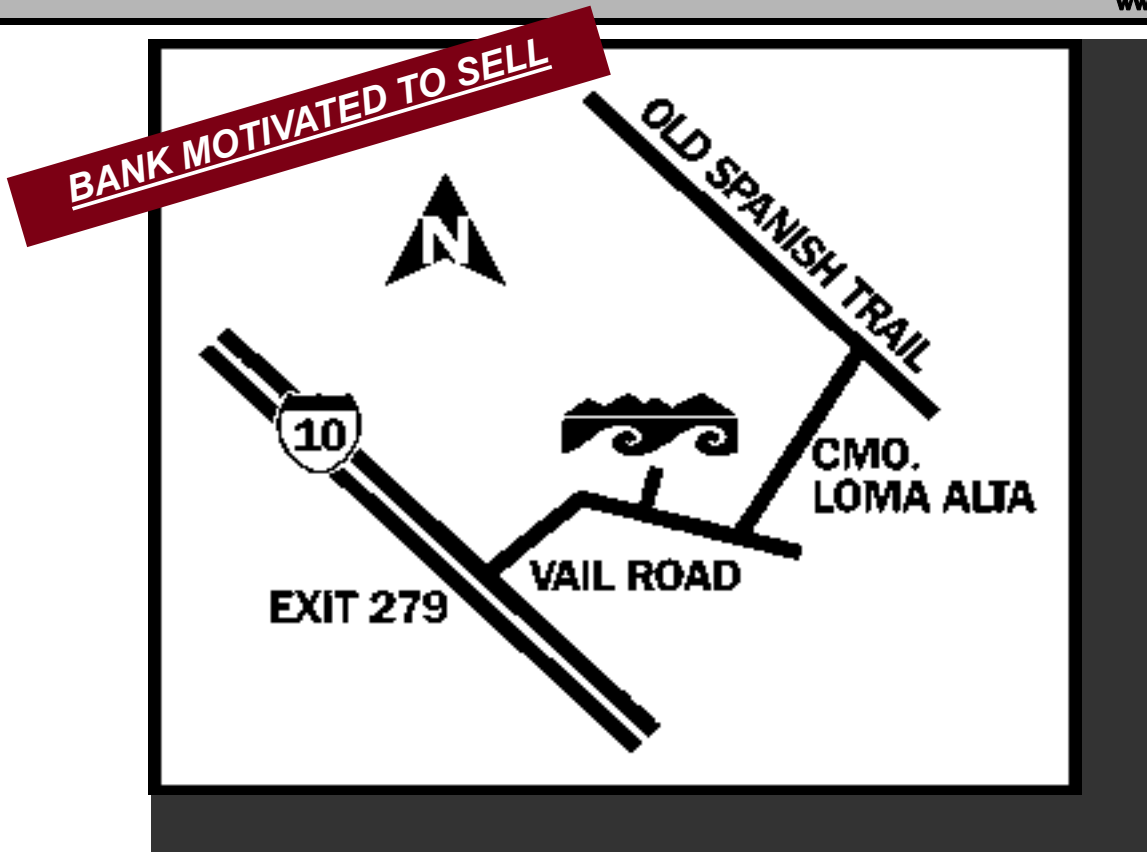 BANK MOTIVATED TO SELL
OLD SPANISH TRAIL
N
10
CMO.
LOMA ALTA
VAIL ROAD
EXIT 279